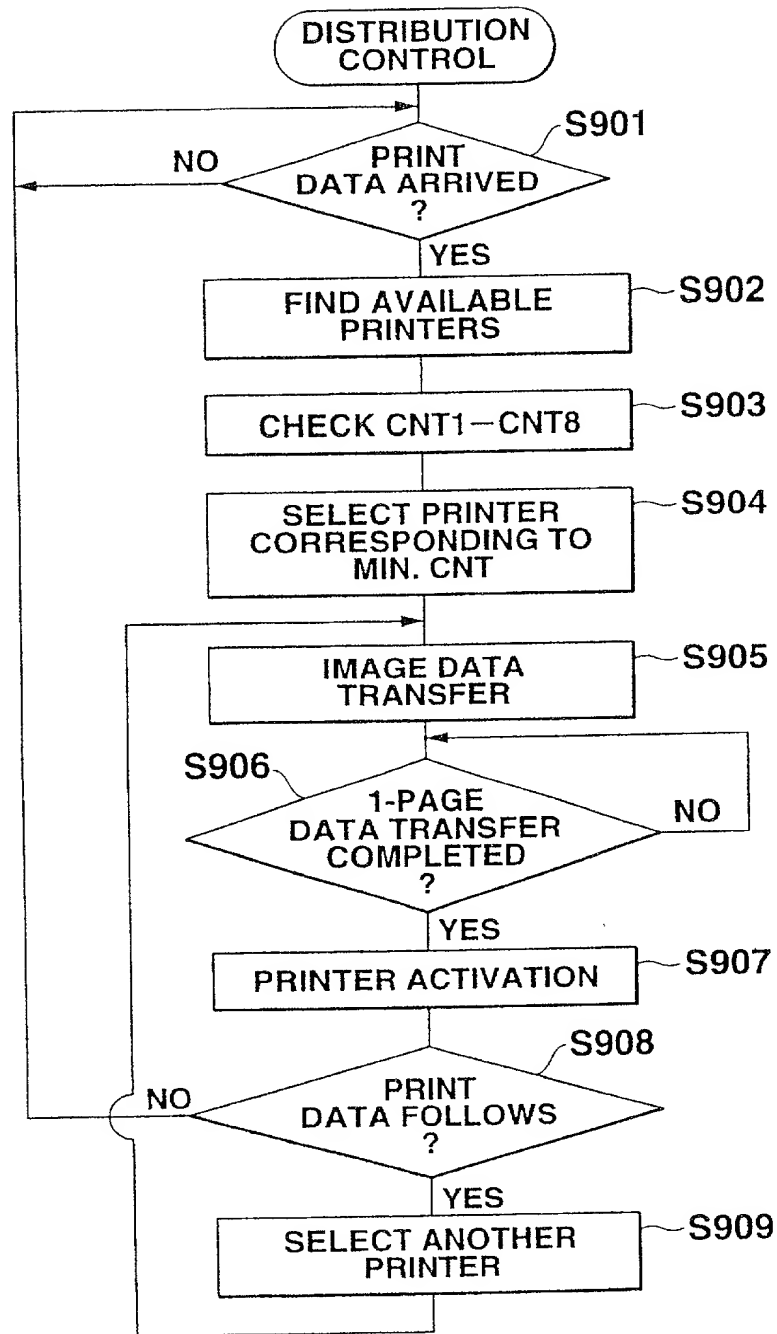 DISTRIBUTION
CONTROL
S901
NO
PRINT
DATA ARRIVED
?
YES
S902
FIND AVAILABLE
PRINTERS
S903
CHECK CNT1–CNT8
S904
SELECT PRINTER
CORRESPONDING TO
MIN. CNT
S905
IMAGE DATA
TRANSFER
S906
1-PAGE
DATA TRANSFER
COMPLETED
?
NO
YES
S907
PRINTER ACTIVATION
S908
NO
PRINT
DATA FOLLOWS
?
YES
S909
SELECT ANOTHER
PRINTER